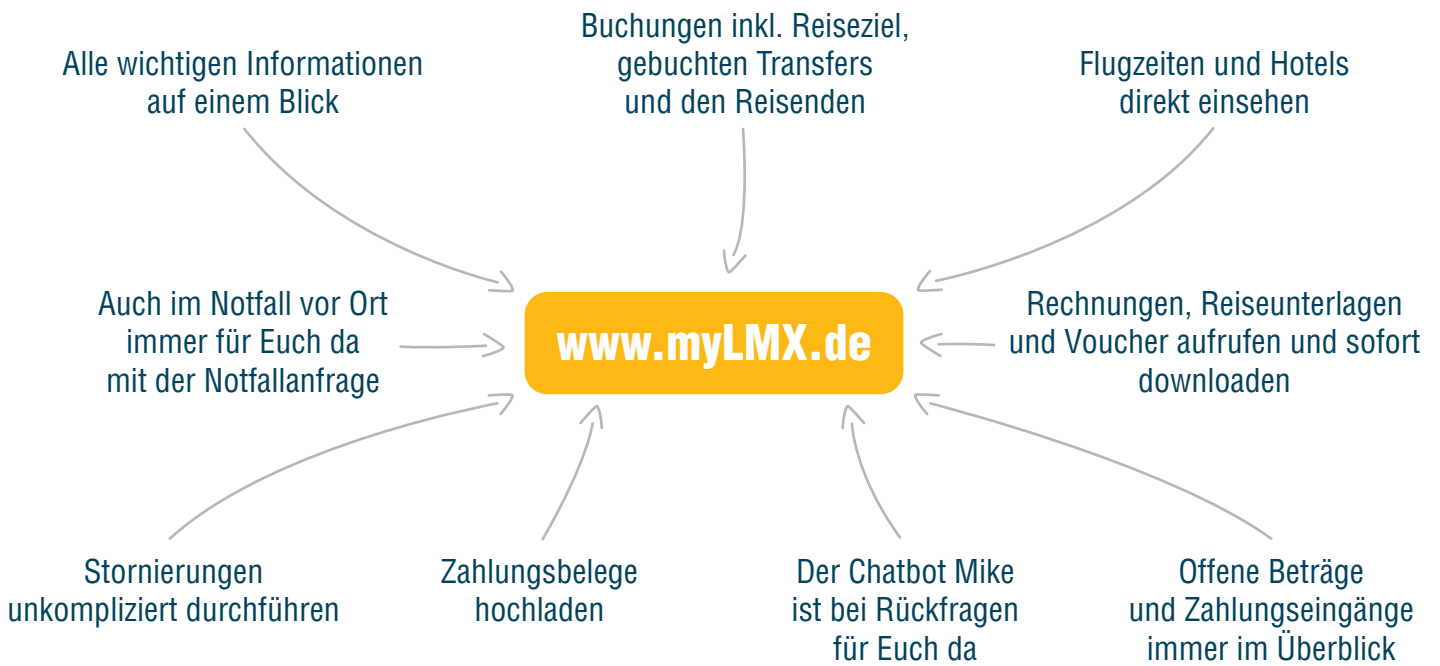 Alle wichtigen Informationen
auf einem Blick
Buchungen inkl. Reiseziel,
gebuchten Transfers
und den Reisenden
Flugzeiten und Hotels
direkt einsehen
Auch im Notfall vor Ort
immer für Euch da
mit der Notfallanfrage
www.myLMX.de
Rechnungen, Reiseunterlagen
und Voucher aufrufen und sofort
downloaden
Stornierungen
unkompliziert durchführen
Zahlungsbelege
hochladen
Der Chatbot Mike
ist bei Rückfragen
für Euch da
Offene Beträge
und Zahlungseingänge
immer im Überblick